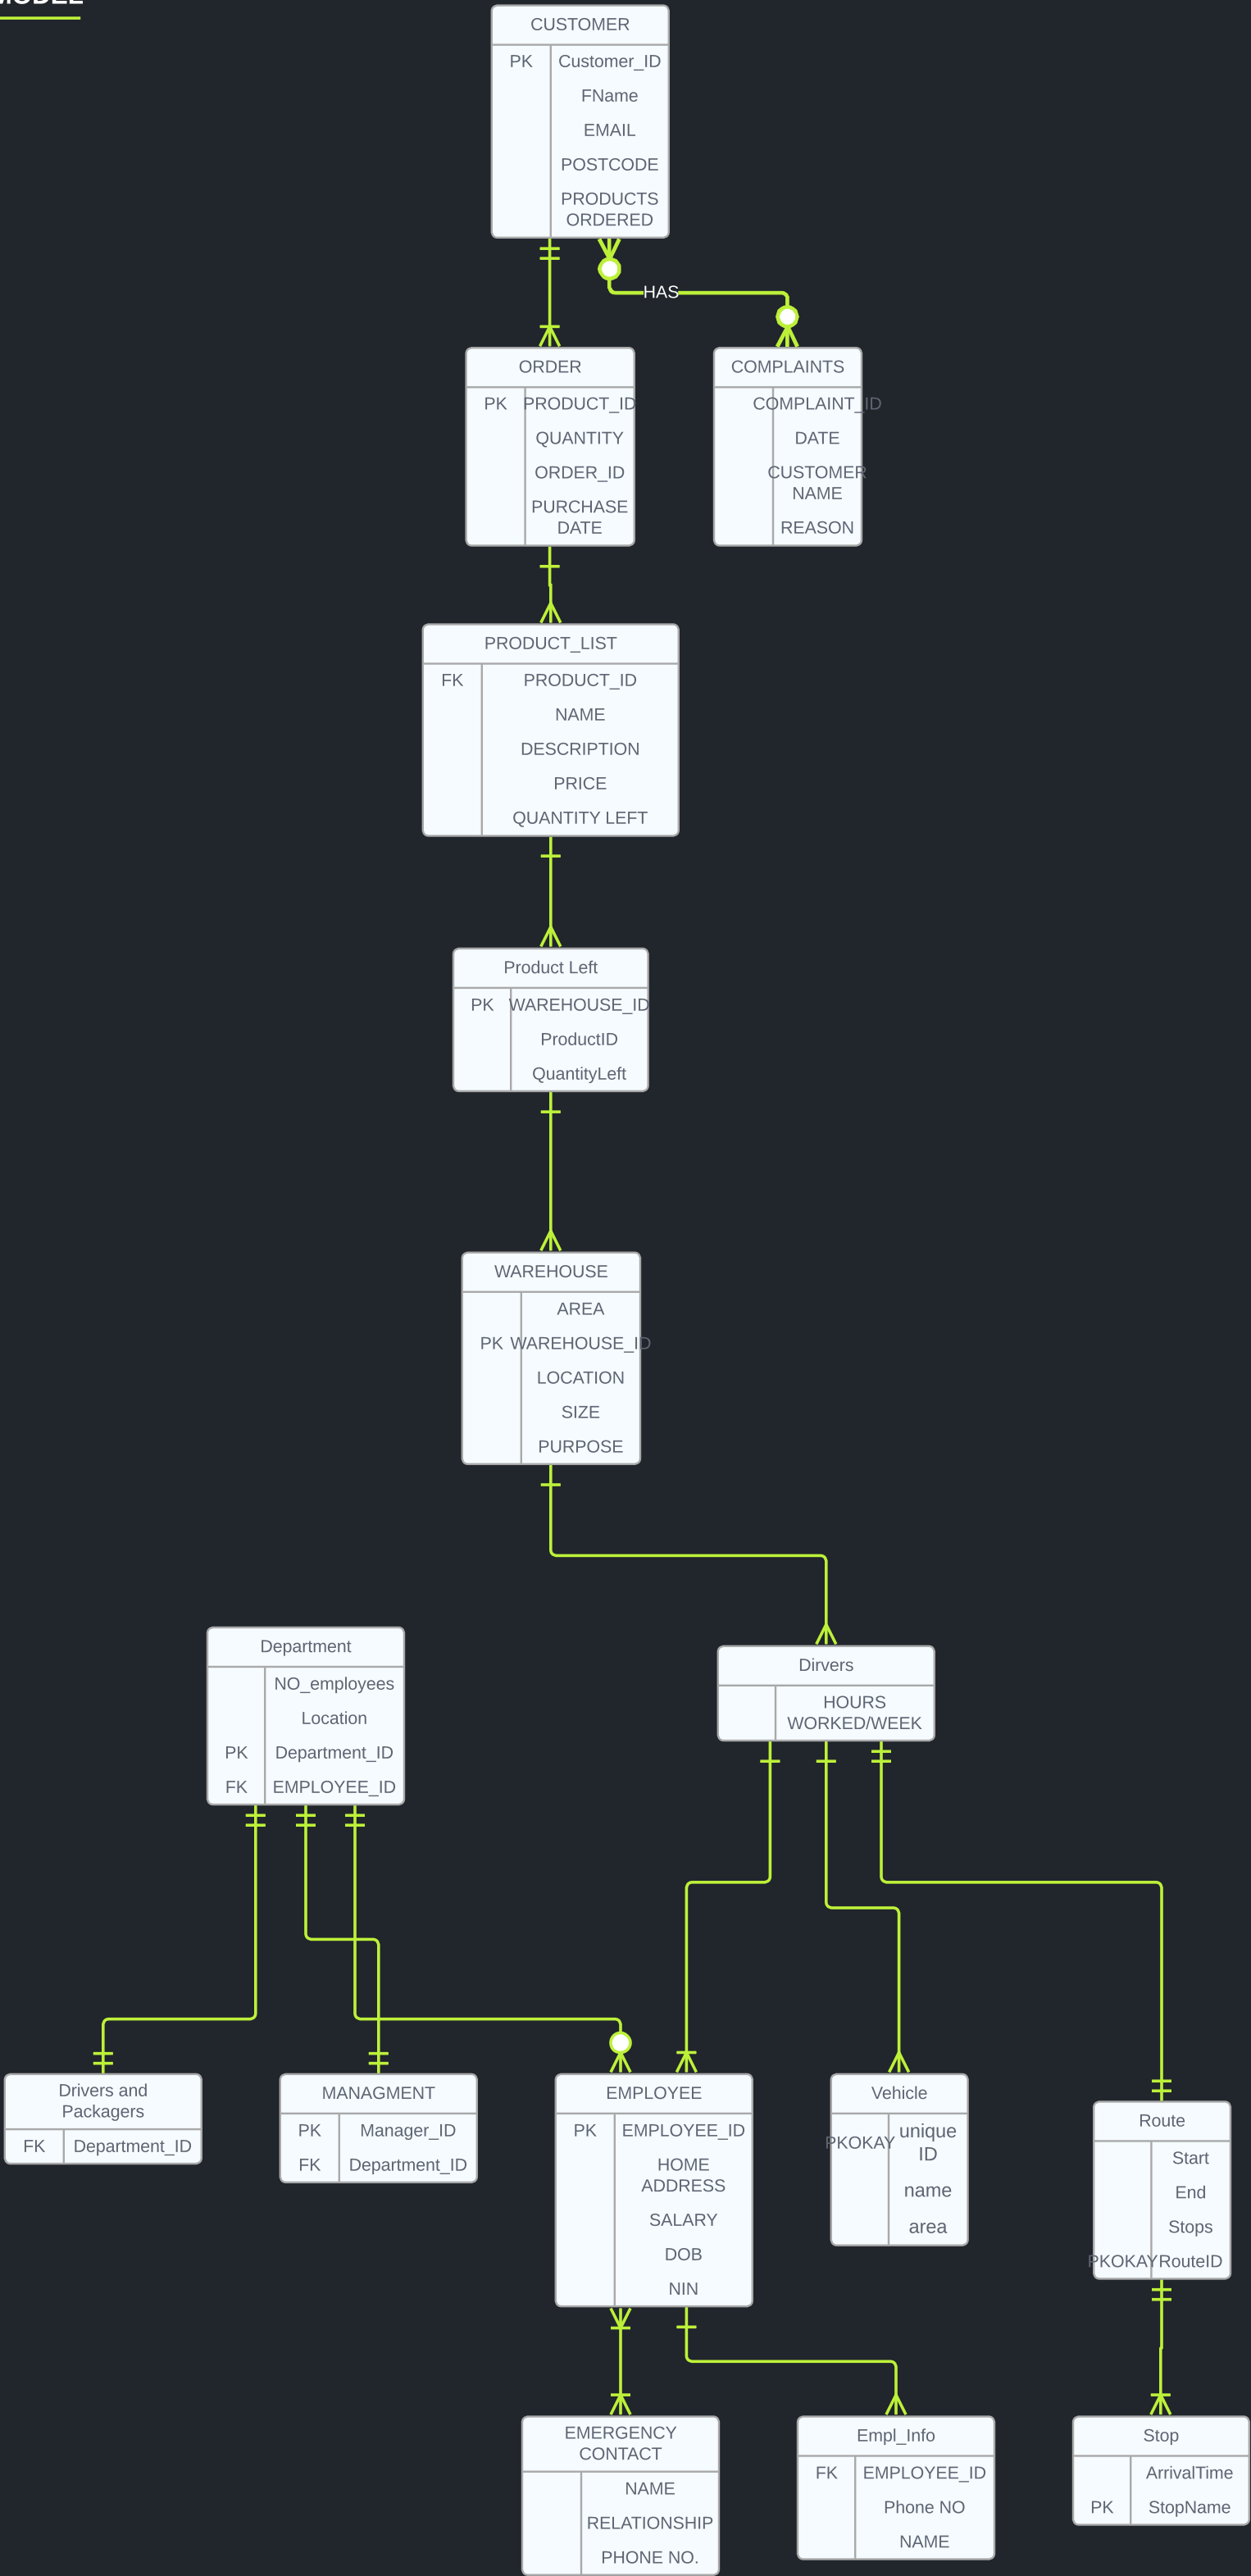 CUSTOMER
PK Customer_ID
FName
EMAIL
POSTCODE
PRODUCTS
ORDERED
HAS
ORDER
PK PRODUCT_ID
QUANTITY
ORDER_ID
PURCHASE
DATE
COMPLAINTS
COMPLAINT_ID
DATE
CUSTOMER
NAME
REASON
PRODUCT_LIST
FK PRODUCT_ID
NAME
DESCRIPTION
PRICE
QUANTITY LEFT
Product Left
PK WAREHOUSE_ID
ProductID
QuantityLeft
WAREHOUSE
AREA
PK WAREHOUSE_ID
LOCATION
SIZE
PURPOSE
Department
NO_employees
Location
PK Department_ID
FK EMPLOYEE_ID
Dirvers
HOURS
WORKED/WEEK
Drivers and
Packagers
FK Department_ID
MANAGMENT
PK Manager_ID
FK Department_ID
EMPLOYEE
PK EMPLOYEE_ID
HOME
ADDRESS
SALARY
DOB
NIN
Vehicle
PKOKAY unique
ID
name
area
Route
Start
End
Stops
PKOKAY RouteID
EMERGENCY
CONTACT
NAME
RELATIONSHIP
PHONE NO.
Empl_Info
FK EMPLOYEE_ID
Phone NO
NAME
Stop
ArrivalTime
PK StopName